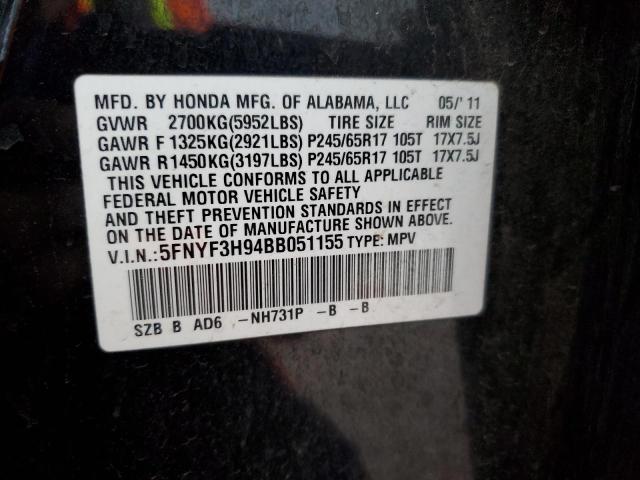 MFD. BY HONDA MFG. OF ALABAMA, LLC 05/'11
GVWR 2700KG(5952LBS) TIRE SIZE RIM SIZE
GAWR F 1325KG(2921LBS) P245/65R17 105T 17X7.5J
GAWR R 1450KG(3197LBS) P245/65R17 105T 17X7.5J
THIS VEHICLE CONFORMS TO ALL APPLICABLE
FEDERAL MOTOR VEHICLE SAFETY
AND THEFT PREVENTION STANDARDS IN EFFECT
ON THE DATE OF MANUFACTURE SHOWN ABOVE.
V.I.N.:5FNYF3H94BB051155 TYPE: MPV
SZB B AD6 -NH731P -B -B